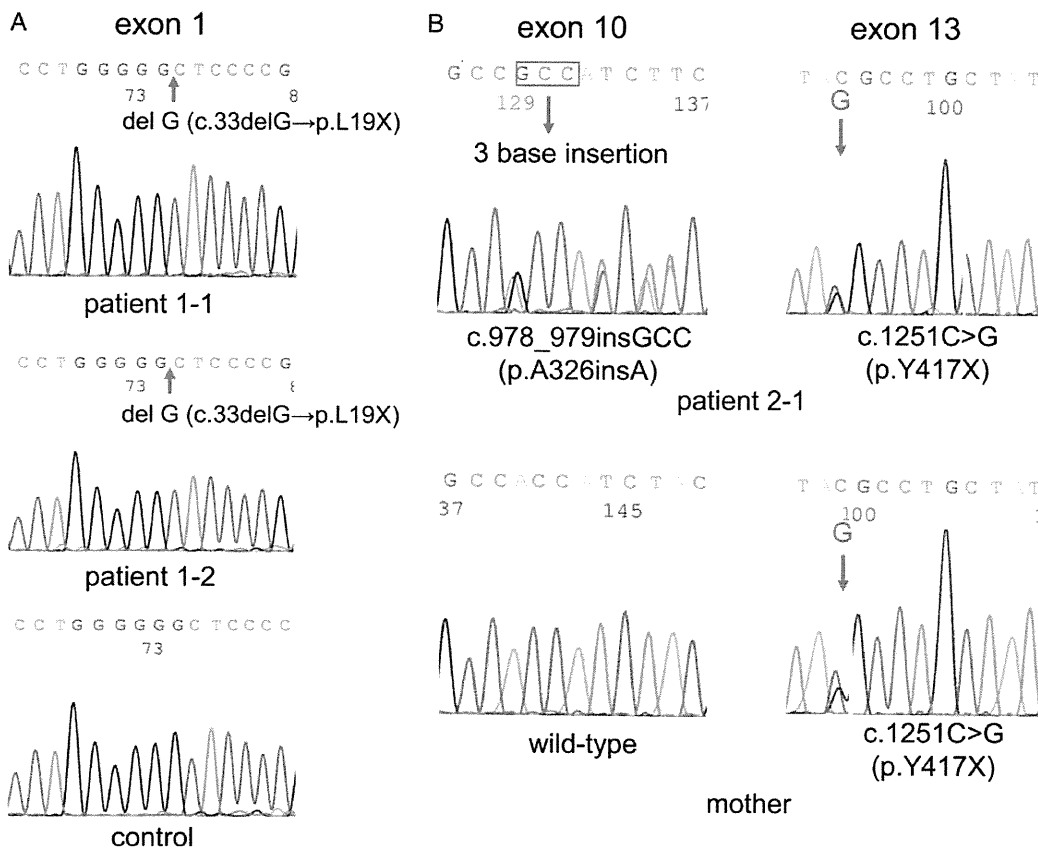 A
exon 1
C C T G G G G G C T C C C C G
73 8
del G (c.33delG→p.L19X)
patient 1-1
C C T G G G G G C T C C C C G
73 8
del G (c.33delG→p.L19X)
patient 1-2
C C T G G G G G G C T C C C C
73
control
B
exon 10
G C C G C C A T C T T C
129 137
3 base insertion
c.978_979insGCC
(p.A326insA)
exon 13
T A C G C C T G C T A T
G 100
c.1251C>G
(p.Y417X)
patient 2-1
G C C A C C A T C T A C
37 145
wild-type
T A C G C C T G C T A T
100
G
c.1251C>G
(p.Y417X)
mother